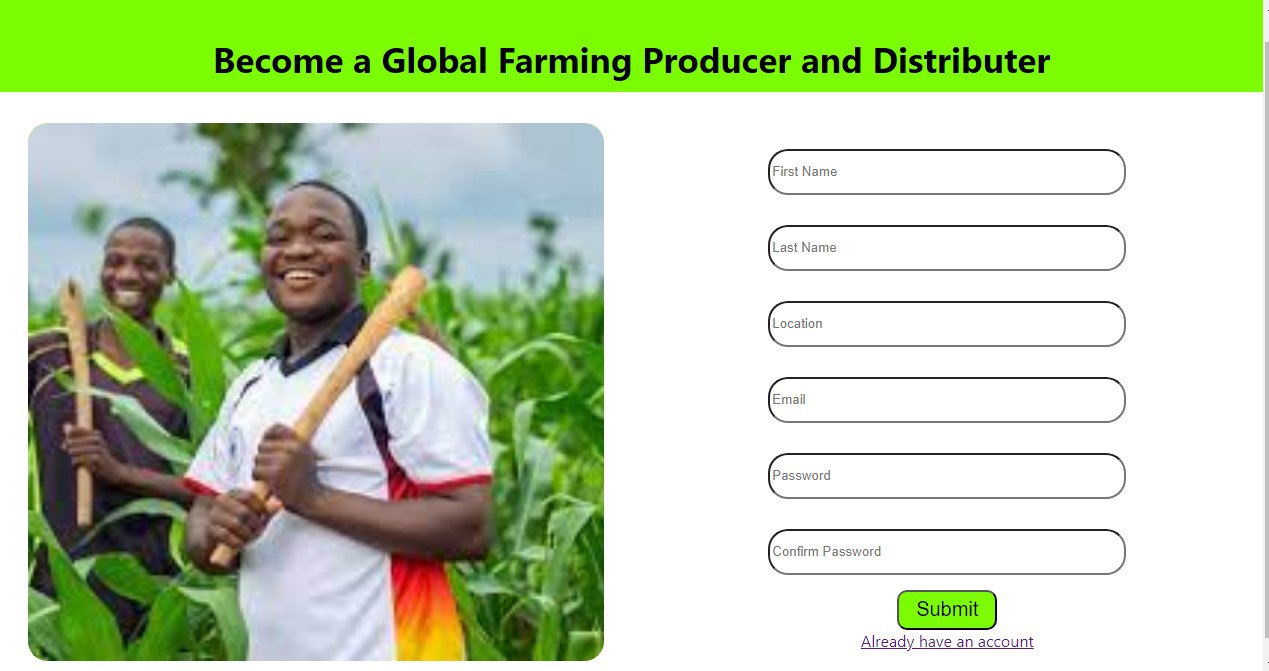 Become a Global Farming Producer and Distributer
First Name
Last Name
Location
Email
Password
Confirm Password
Submit
Already have an account